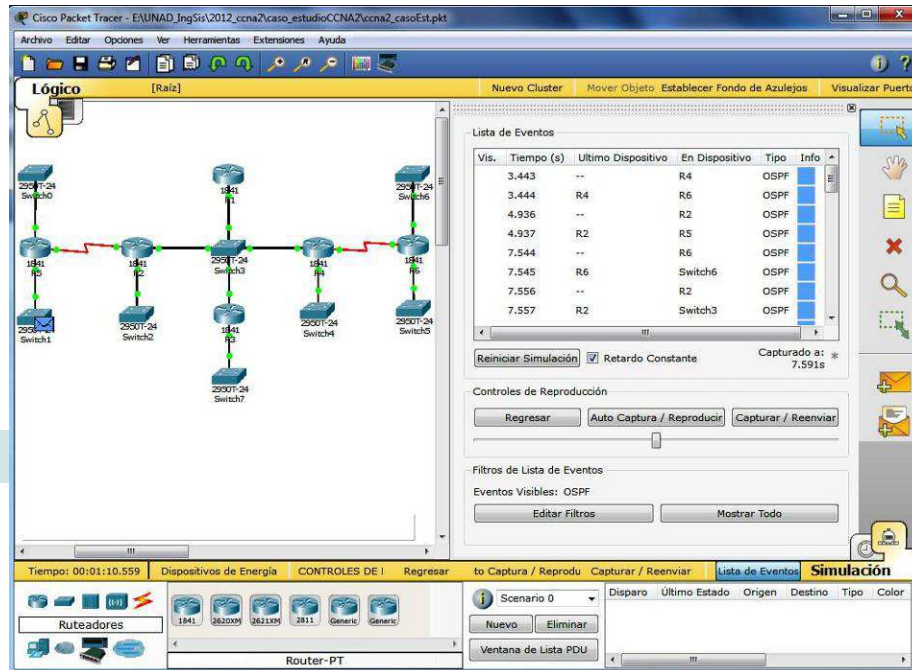 Cisco Packet Tracer - E:\UNAD_IngSis\2012_ccna2\caso_estudioCCNA2\ccna2_casoEst.pkt
Archivo Editar Opciones Ver Herramientas Extensiones Ayuda
Lógico [Raíz] Nuevo Cluster Mover Objeto Establecer Fondo de Azulejos Visualizar Puerto
2950T-24
Switch0
1841
R1
2950T-24
Switch6
1841
1841
R2
2950T-24
Switch3
1841
R4
1841
R6
Switch1
2950T-24
Switch2
1841
R3
2950T-24
Switch4
2950T-24
Switch5
2950T-24
Switch7
Lista de Eventos
Vis. Tiempo (s) Ultimo Dispositivo En Dispositivo Tipo Info
3.443 -- R4 OSPF
3.444 R4 R6 OSPF
4.936 -- R2 OSPF
4.937 R2 R5 OSPF
7.544 -- R6 OSPF
7.545 R6 Switch6 OSPF
7.556 -- R2 OSPF
7.557 R2 Switch3 OSPF
Reiniciar Simulación Retardo Constante Capturado a: *
7.591s
Controles de Reproducción
Regresar Auto Captura / Reproducir Capturar / Reenviar
Filtros de Lista de Eventos
Eventos Visibles: OSPF
Editar Filtros Mostrar Todo
Tiempo: 00:01:10.559 Dispositivos de Energía CONTROLES DE Regresar to Captura / Reprodu Capturar / Reenviar Lista de Eventos Simulación
Ruteadores
1841 2620XM 2621XM 2811 Generic Generic
Router-PT
Scenario 0
Nuevo Eliminar
Ventana de Lista PDU
Disparo Último Estado Origen Destino Tipo Color